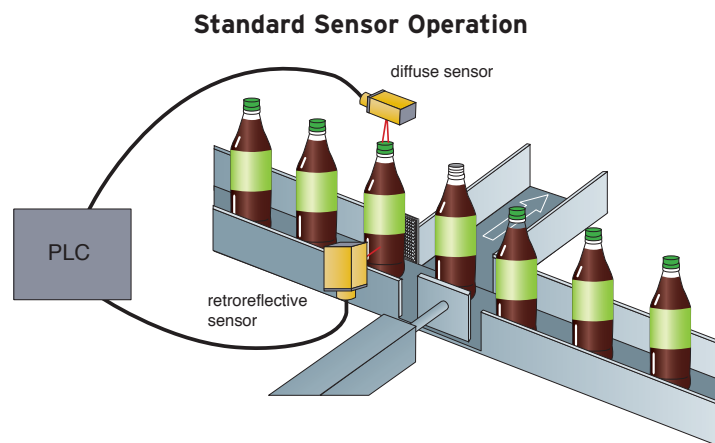 Standard Sensor Operation
diffuse sensor
PLC
retroreflective
sensor